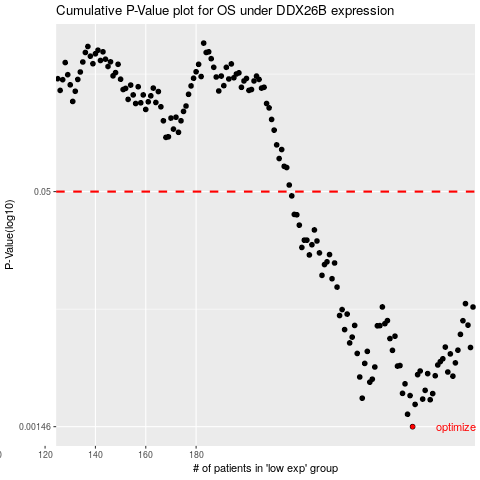 Cumulative P-Value plot for OS under DDX26B expression
P-Value(log10)
0.05
0.00146
optimize
0
120
140
160
180
# of patients in 'low exp' group